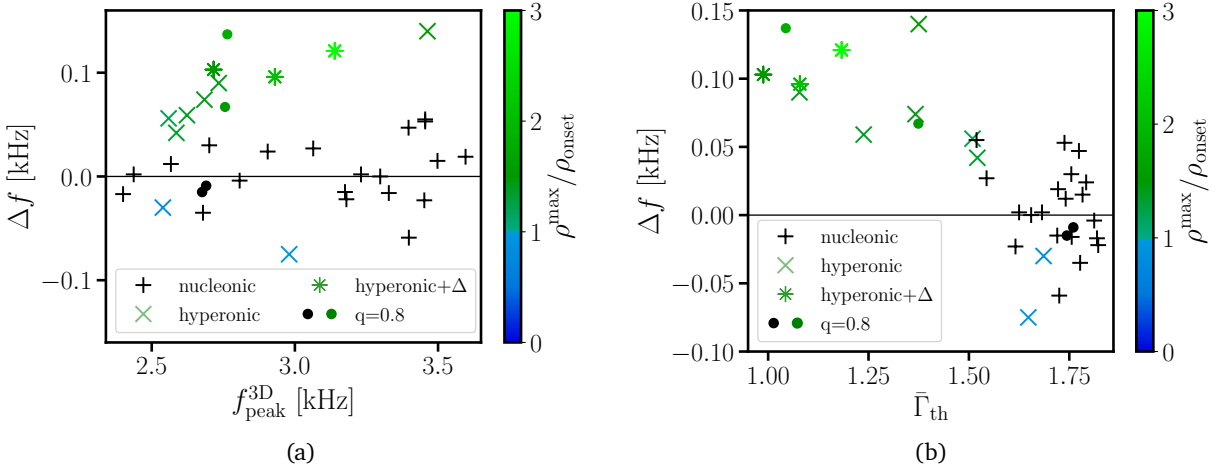 0.1
0.0
−0.1
Δf [kHz]
2.5
3.0
3.5
f_peak^3D [kHz]
nucleonic
hyperonic
hyperonic+Δ
q=0.8
3
2
1
0
ρ^max/ρ_onset
(a)
0.15
0.10
0.05
0.00
−0.05
−0.10
Δf [kHz]
1.00
1.25
1.50
1.75
Γ̄_th
nucleonic
hyperonic
hyperonic+Δ
q=0.8
3
2
1
0
ρ^max/ρ_onset
(b)